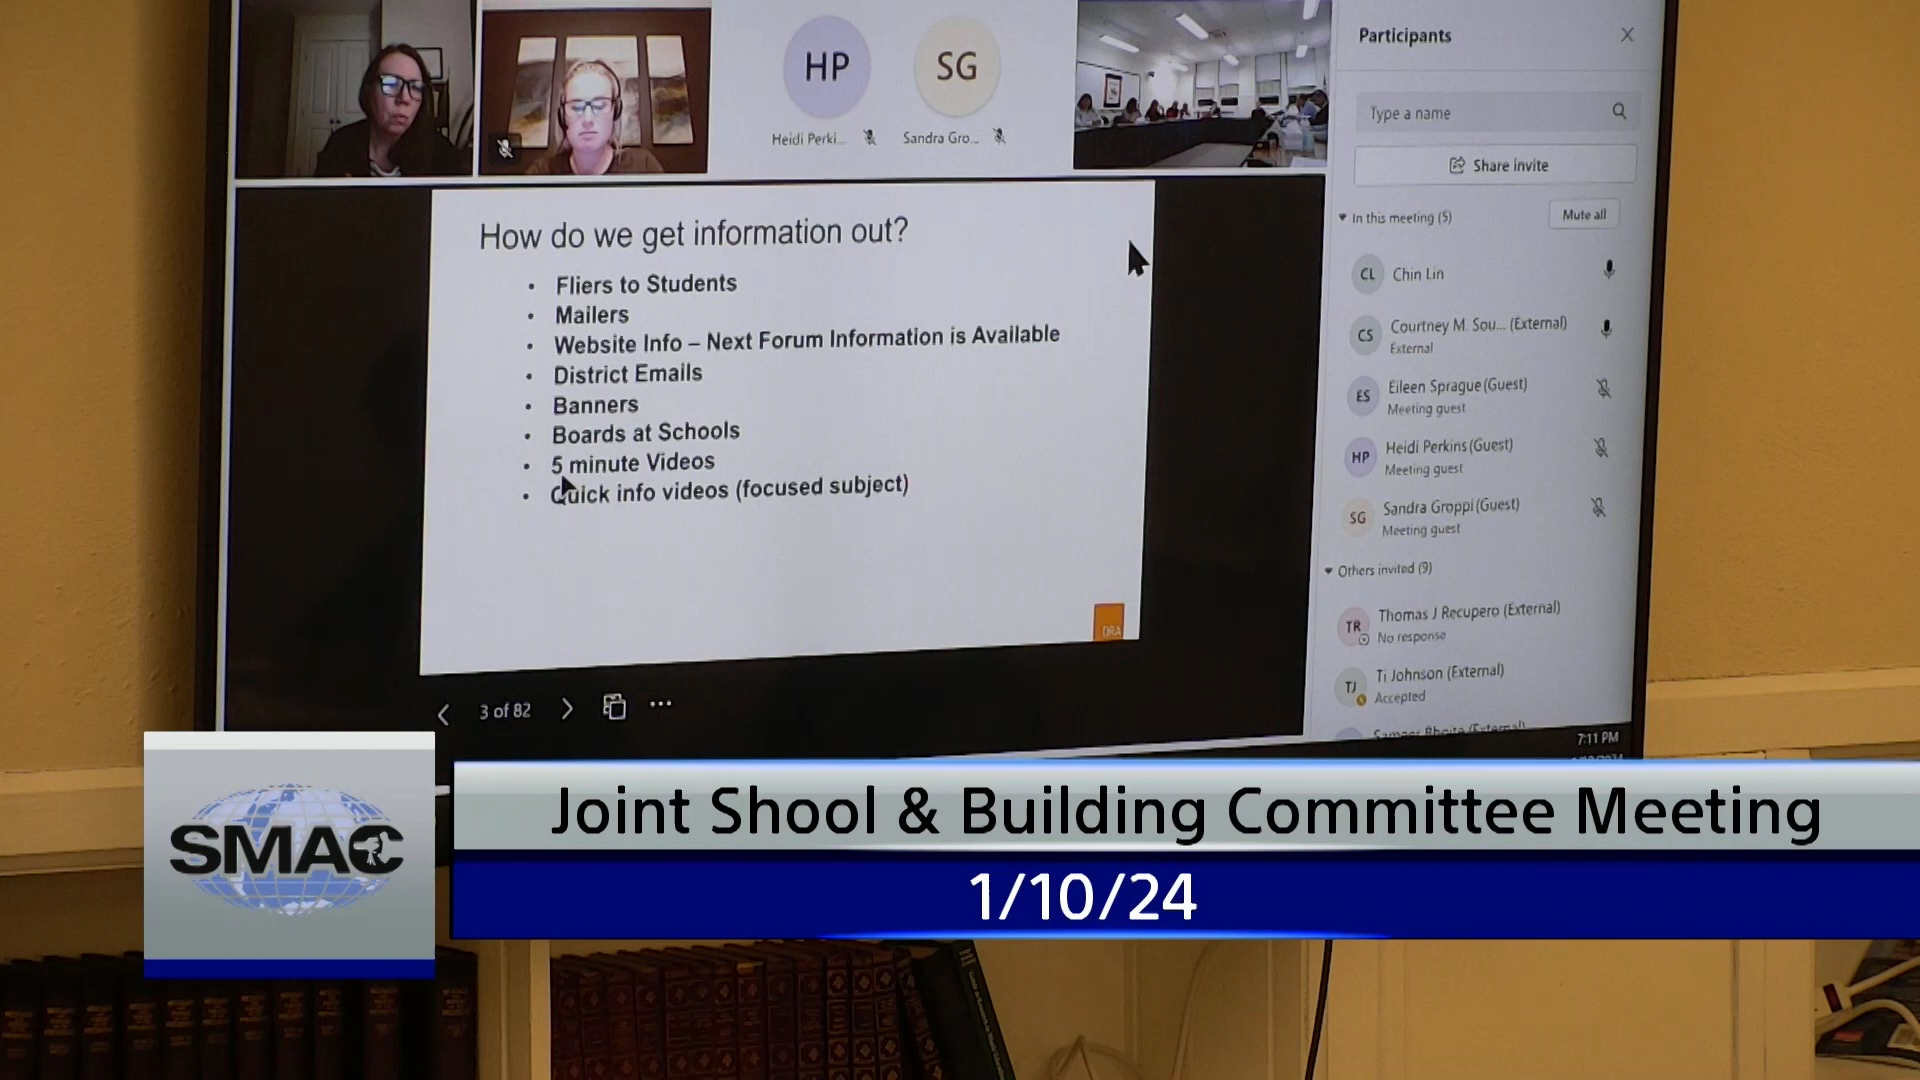 HP
SG
Heidi Perki...
Sandra Gro...
Participants
Type a name
Share invite
In this meeting (5)
Mute all
CL
Chin Lin
CS
Courtney M. Sou... (External)
External
ES
Eileen Sprague (Guest)
Meeting guest
HP
Heidi Perkins (Guest)
Meeting guest
SG
Sandra Groppi (Guest)
Meeting guest
Others invited (9)
TR
Thomas J Recupero (External)
No response
TJ
Ti Johnson (External)
Accepted
(External)
7:11 PM
How do we get information out?
• Fliers to Students
• Mailers
• Website Info – Next Forum Information is Available
• District Emails
• Banners
• Boards at Schools
• 5 minute Videos
• Quick info videos (focused subject)
DRA
3 of 82
SMAC
Joint Shool & Building Committee Meeting
1/10/24